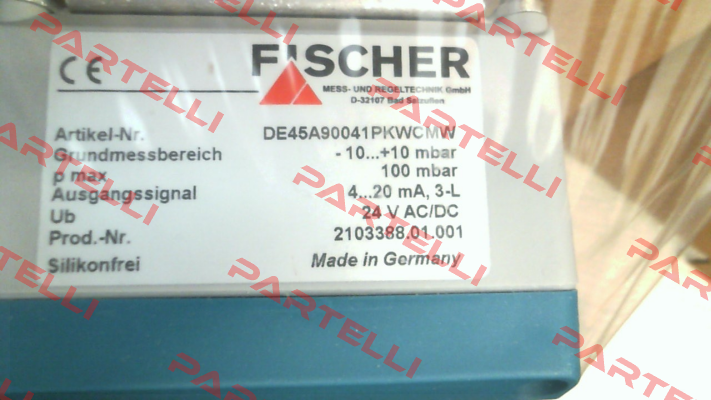 CE
FISCHER
MESS- UND REGELTECHNIK GmbH
D-32107 Bad Salzuflen
Artikel-Nr. DE45A90041PKWCMW
Grundmessbereich - 10...+10 mbar
p max 100 mbar
Ausgangssignal 4...20 mA, 3-L
Ub 24 V AC/DC
Prod.-Nr. 2103388.01.001
Silikonfrei Made in Germany
PARTELLI
PARTELLI
PARTELLI
PARTELLI
PARTELLI
PARTELLI
PARTELLI
PARTELLI
PARTELLI